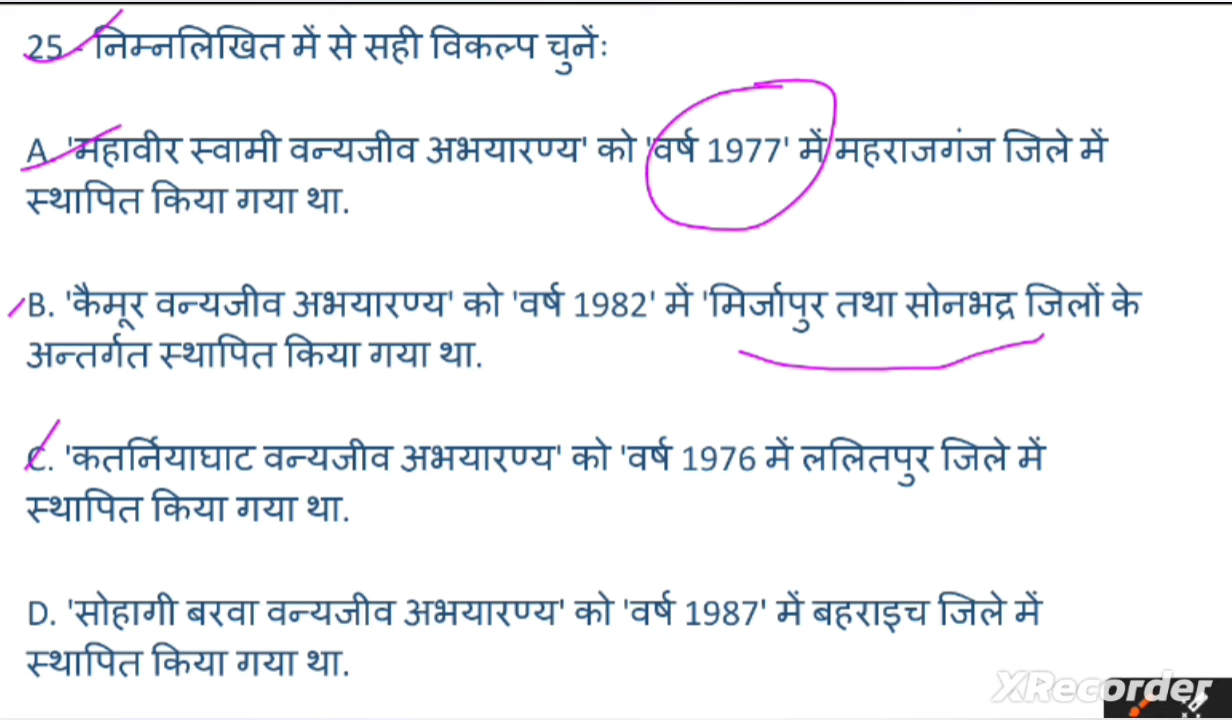 25 - निम्नलिखित में से सही विकल्प चुनेंः
A. 'महावीर स्वामी वन्यजीव अभयारण्य' को 'वर्ष 1977' में महराजगंज जिले में
स्थापित किया गया था.
B. 'कैमूर वन्यजीव अभयारण्य' को 'वर्ष 1982' में 'मिर्जापुर तथा सोनभद्र जिलों के
अन्तर्गत स्थापित किया गया था.
C. 'कतर्नियाघाट वन्यजीव अभयारण्य' को 'वर्ष 1976 में ललितपुर जिले में
स्थापित किया गया था.
D. 'सोहागी बरवा वन्यजीव अभयारण्य' को 'वर्ष 1987' में बहराइच जिले में
स्थापित किया गया था.
XRecorder